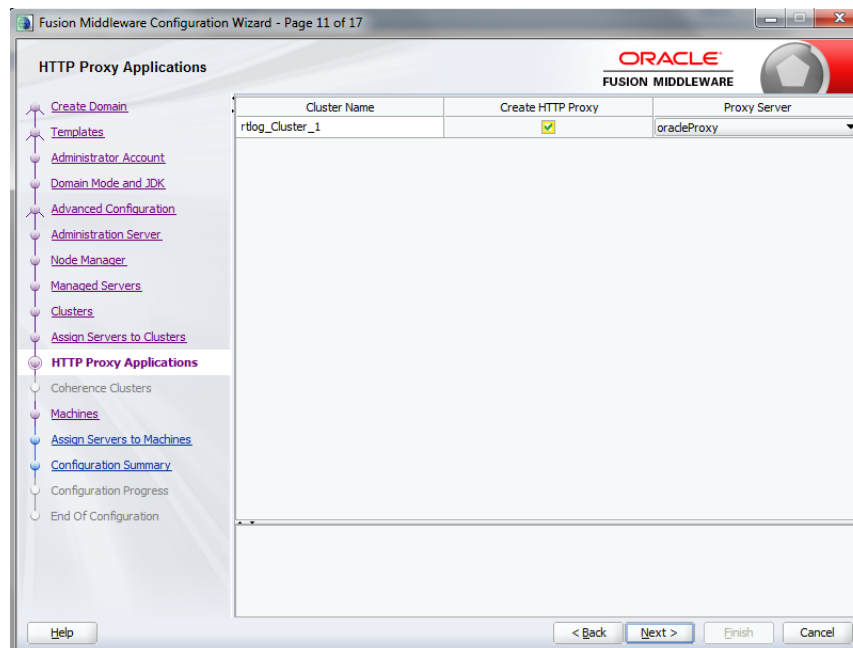 Fusion Middleware Configuration Wizard - Page 11 of 17
HTTP Proxy Applications
ORACLE
FUSION MIDDLEWARE
Create Domain
Templates
Administrator Account
Domain Mode and JDK
Advanced Configuration
Administration Server
Node Manager
Managed Servers
Clusters
Assign Servers to Clusters
HTTP Proxy Applications
Coherence Clusters
Machines
Assign Servers to Machines
Configuration Summary
Configuration Progress
End Of Configuration
Cluster Name Create HTTP Proxy Proxy Server
rtlog_Cluster_1 oracleProxy
Help < Back Next > Finish Cancel